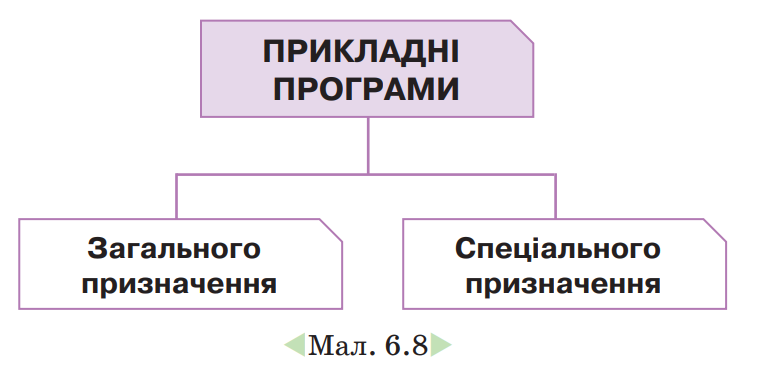 ПРИКЛАДНІ
ПРОГРАМИ
Загального
призначення
Спеціального
призначення
Мал. 6.8